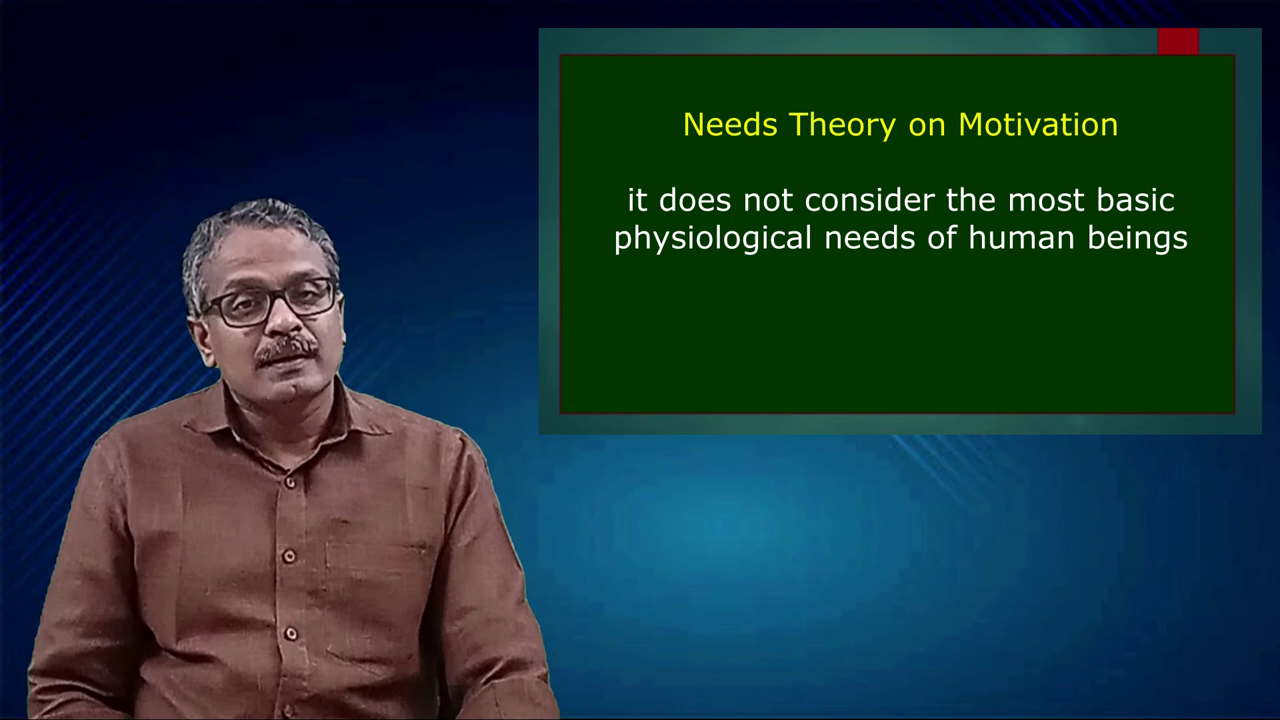 Needs Theory on Motivation
it does not consider the most basic
physiological needs of human beings